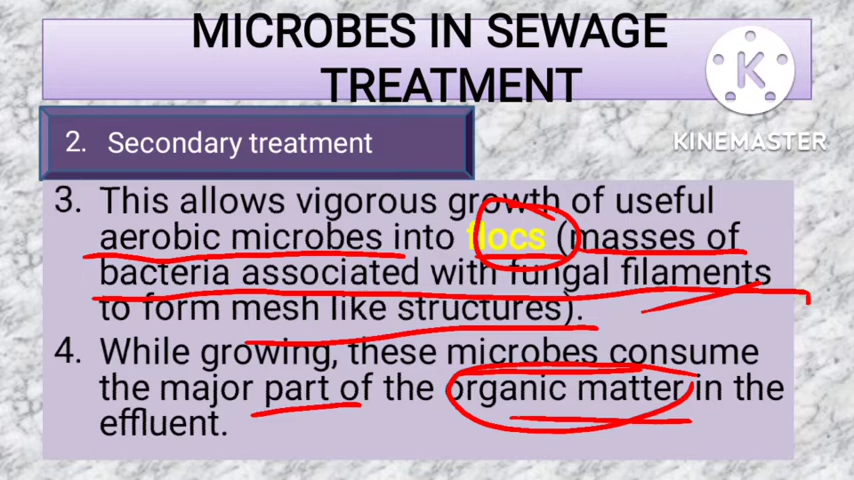 MICROBES IN SEWAGE
TREATMENT
K
KINEMASTER
2. Secondary treatment
3. This allows vigorous growth of useful
aerobic microbes into flocs (masses of
bacteria associated with fungal filaments
to form mesh like structures).
4. While growing, these microbes consume
the major part of the organic matter in the
effluent.